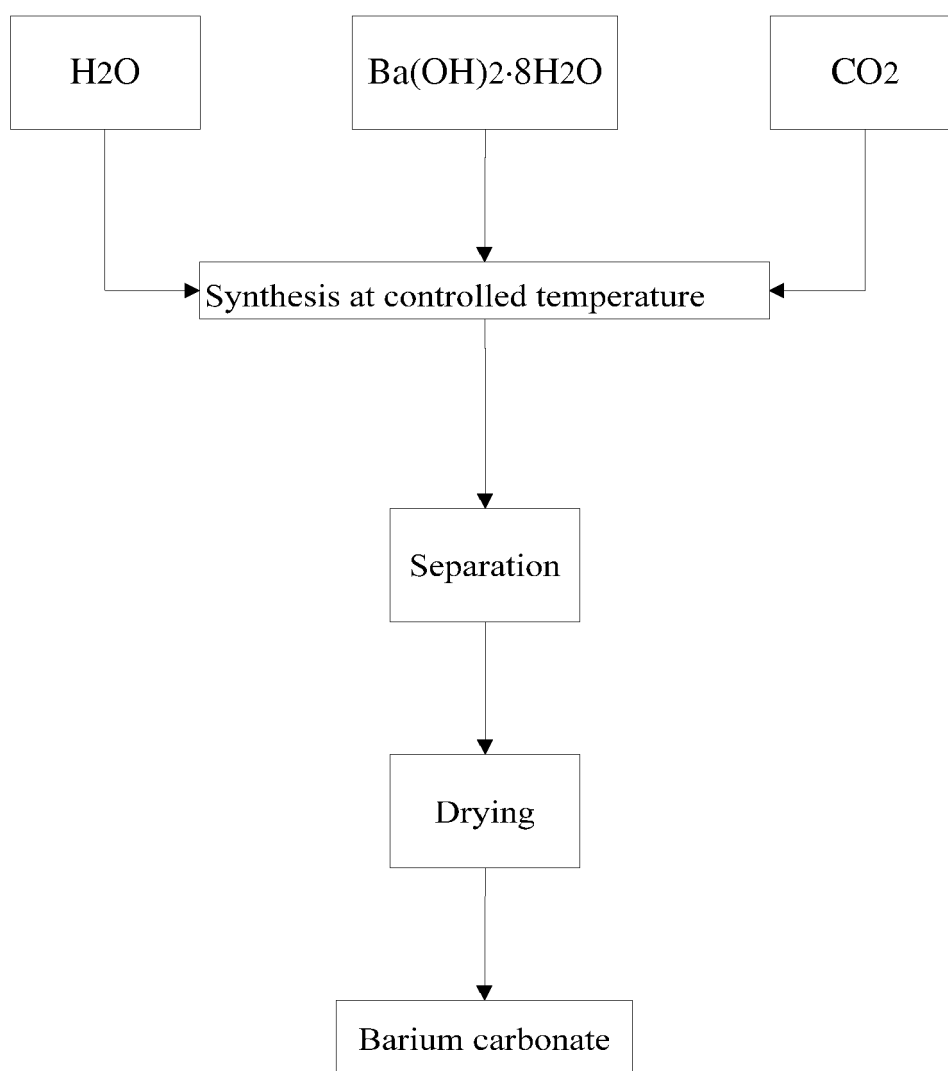 H2O
Ba(OH)2·8H2O
CO2
Synthesis at controlled temperature
Separation
Drying
Barium carbonate